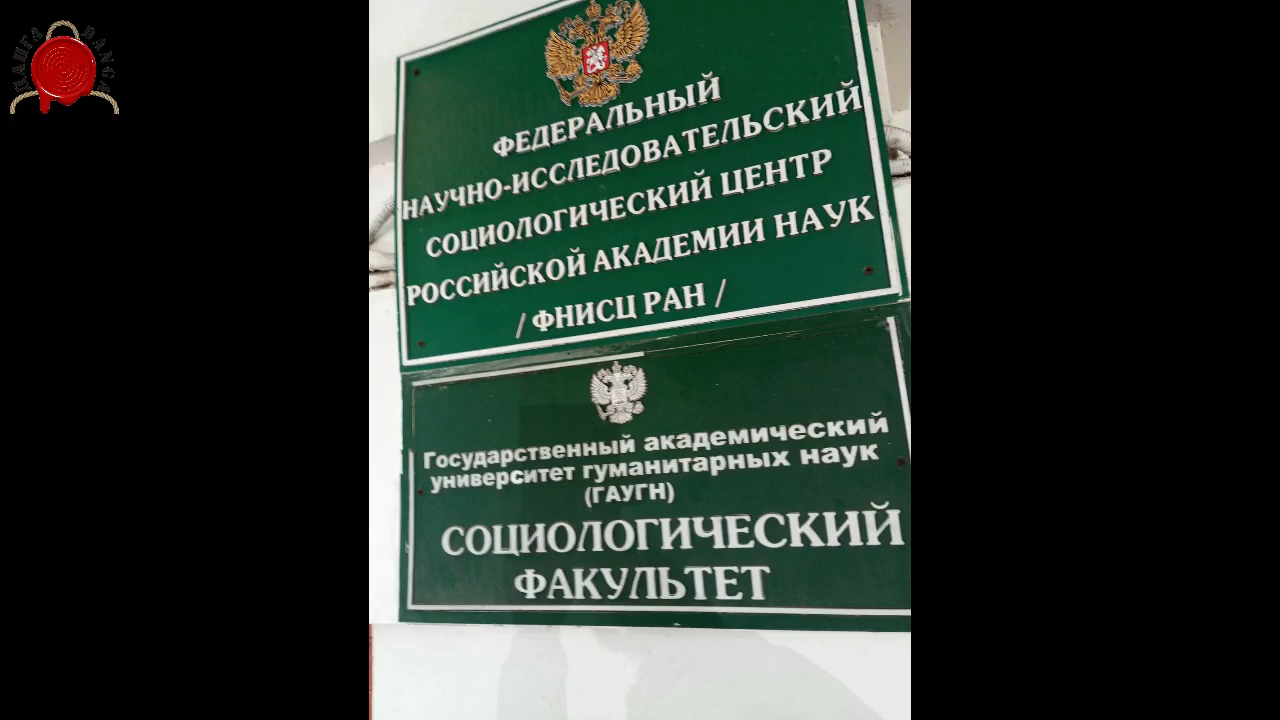 ФЕДЕРАЛЬНЫЙ
НАУЧНО-ИССЛЕДОВАТЕЛЬСКИЙ
СОЦИОЛОГИЧЕСКИЙ ЦЕНТР
РОССИЙСКОЙ АКАДЕМИИ НАУК
/ ФНИСЦ РАН /
Государственный академический
университет гуманитарных наук
(ГАУГН)
СОЦИОЛОГИЧЕСКИЙ
ФАКУЛЬТЕТ